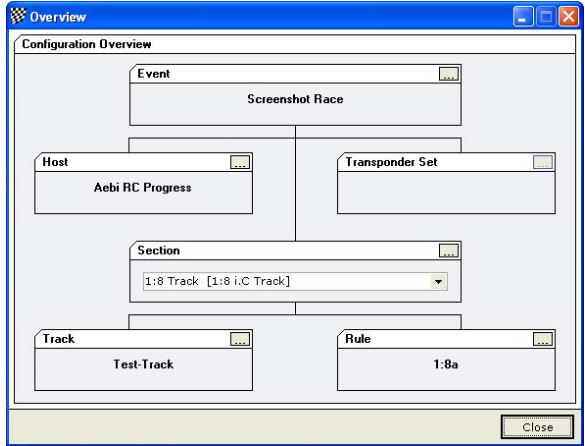 Overview
Configuration Overview
Event ...
Screenshot Race
Host ...
Aebi RC Progress
Transponder Set ...
Section ...
1:8 Track [1:8 i.C Track]
Track ...
Test-Track
Rule ...
1:8a
Close